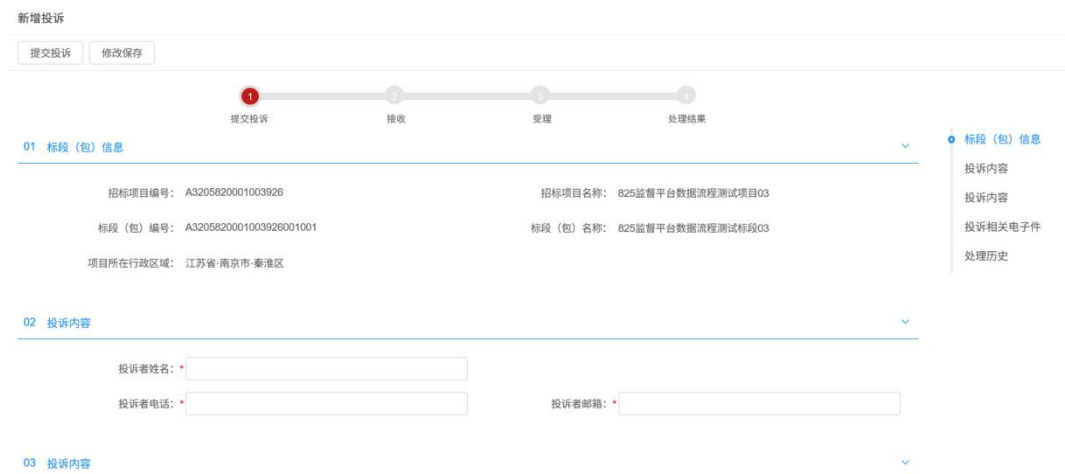 新增投诉
提交投诉 修改保存
1 2 3 4
提交投诉 接收 受理 处理结果
01 标段（包）信息
招标项目编号： A3205820001003926 招标项目名称： 825监督平台数据流程测试项目03
标段（包）编号： A3205820001003926001001 标段（包）名称： 825监督平台数据流程测试标段03
项目所在行政区域： 江苏省·南京市·秦淮区
02 投诉内容
投诉者姓名：*
投诉者电话：* 投诉者邮箱：*
03 投诉内容
标段（包）信息
投诉内容
投诉内容
投诉相关电子件
处理历史